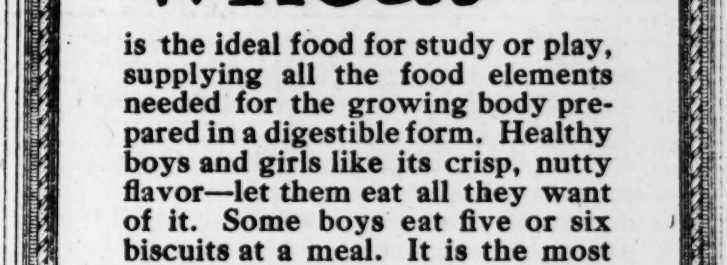 is the ideal food for study or play,
supplying all the food elements
needed for the growing body pre-
pared in a digestible form. Healthy
boys and girls like its crisp, nutty
flavor—let them eat all they want
of it. Some boys eat five or six
biscuits at a meal. It is the most